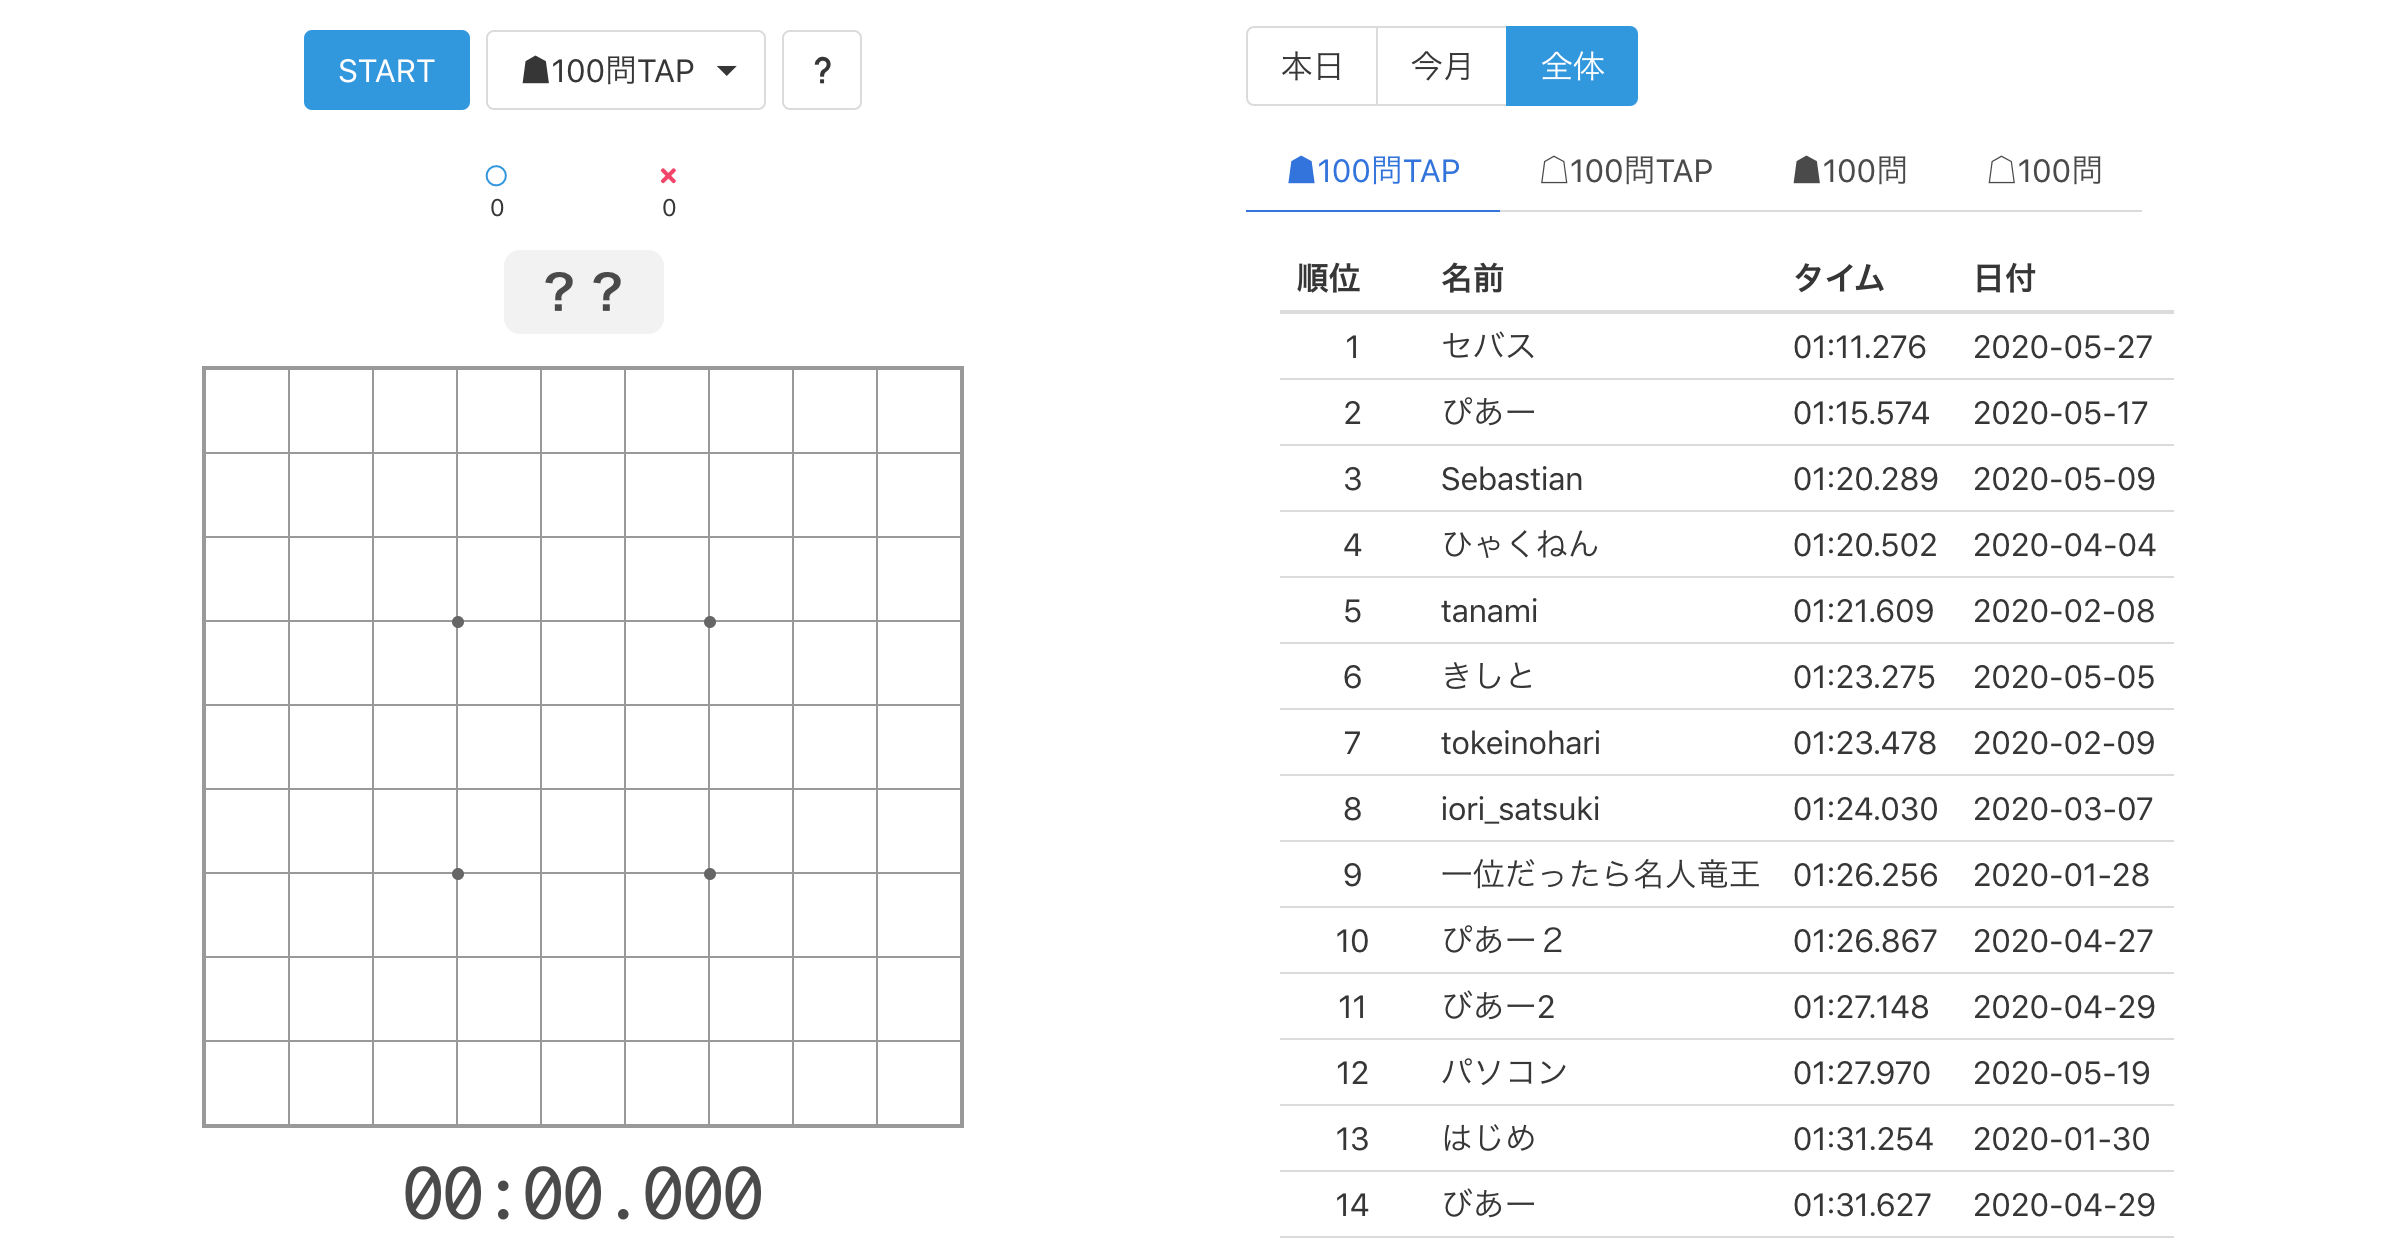 START ☗100問TAP ?
0 0
? ?
00:00.000
本日 今月 全体
☗100問TAP ☖100問TAP ☗100問 ☖100問
順位 名前 タイム 日付
1 セバス 01:11.276 2020-05-27
2 ぴあー 01:15.574 2020-05-17
3 Sebastian 01:20.289 2020-05-09
4 ひゃくねん 01:20.502 2020-04-04
5 tanami 01:21.609 2020-02-08
6 きしと 01:23.275 2020-05-05
7 tokeinohari 01:23.478 2020-02-09
8 iori_satsuki 01:24.030 2020-03-07
9 一位だったら名人竜王 01:26.256 2020-01-28
10 ぴあー２ 01:26.867 2020-04-27
11 びあー2 01:27.148 2020-04-29
12 パソコン 01:27.970 2020-05-19
13 はじめ 01:31.254 2020-01-30
14 びあー 01:31.627 2020-04-29